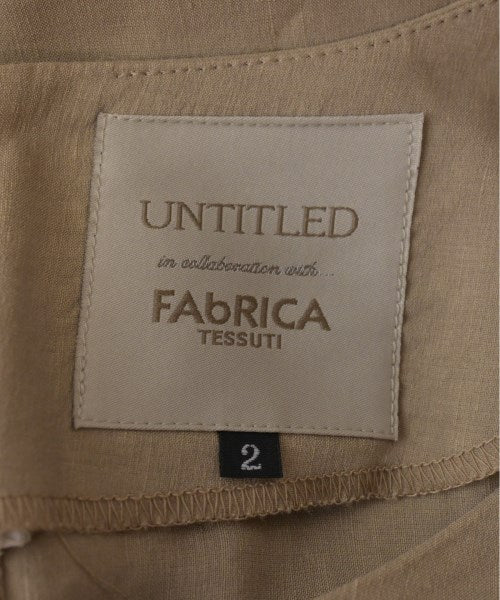 UNTITLED
in collaboration with....
FAbRICA
TESSUTI
2